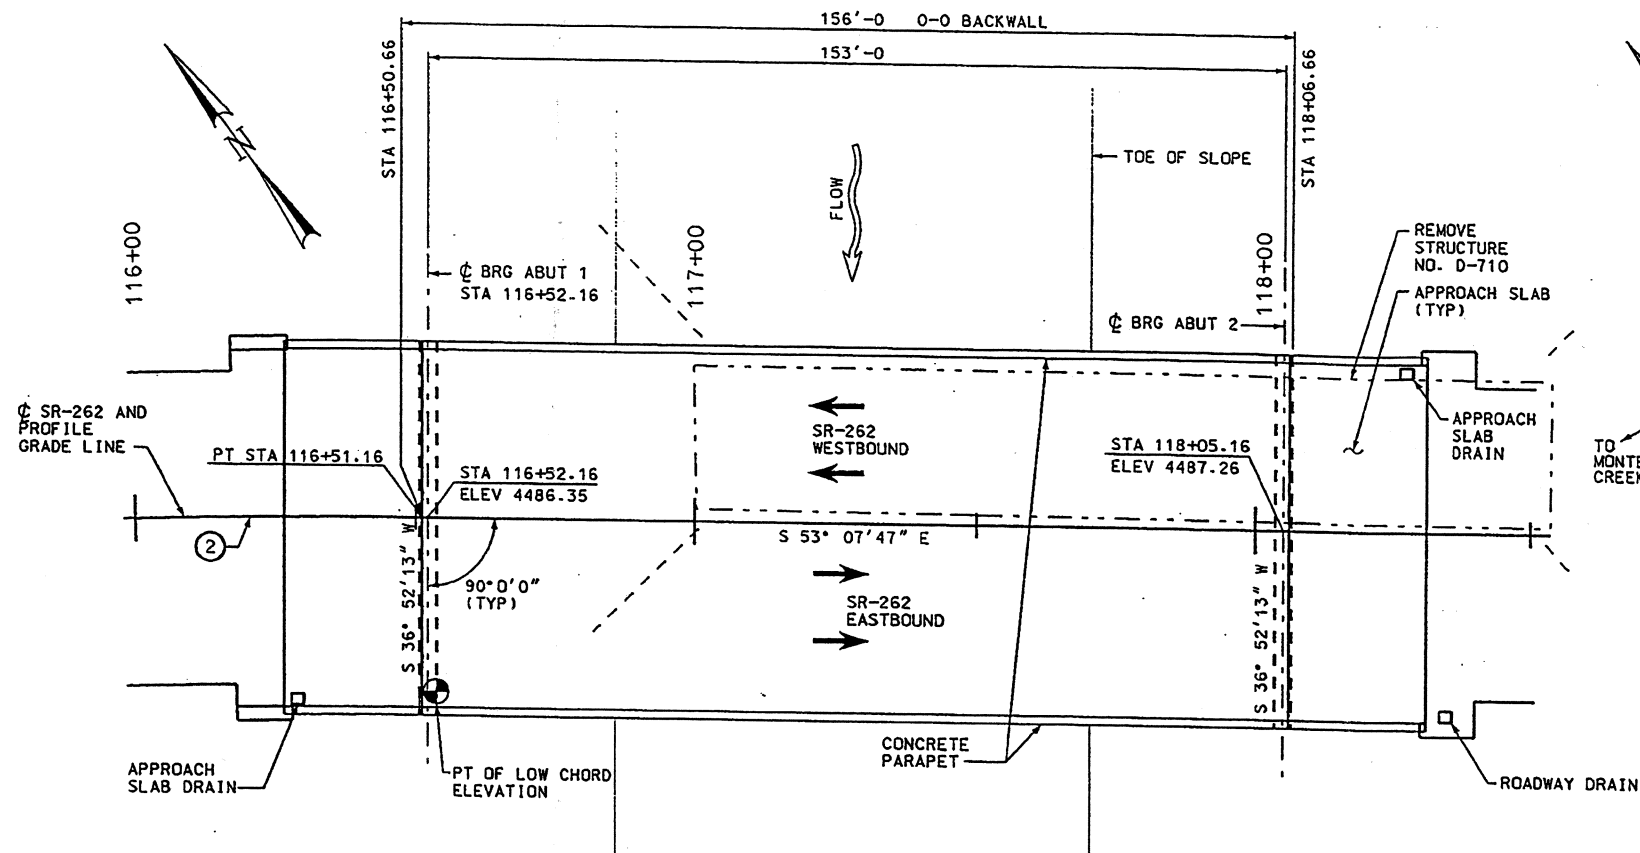 156'-0 O-O BACKWALL
153'-0
STA 116+50.66
STA 118+06.66
N
TOE OF SLOPE
FLOW
116+00
117+00
118+00
℄ BRG ABUT 1
STA 116+52.16
℄ BRG ABUT 2
REMOVE
STRUCTURE
NO. D-710
APPROACH SLAB
(TYP)
℄ SR-262 AND
PROFILE
GRADE LINE
PT STA 116+51.16
STA 116+52.16
ELEV 4486.35
SR-262
WESTBOUND
STA 118+05.16
ELEV 4487.26
APPROACH
SLAB
DRAIN
TO
MONTE
CREEK
2
S 53° 07'47" E
S 36° 52'13" W
90°0'0"
(TYP)
SR-262
EASTBOUND
S 36° 52'13" W
CONCRETE
PARAPET
APPROACH
SLAB DRAIN
PT OF LOW CHORD
ELEVATION
ROADWAY DRAIN